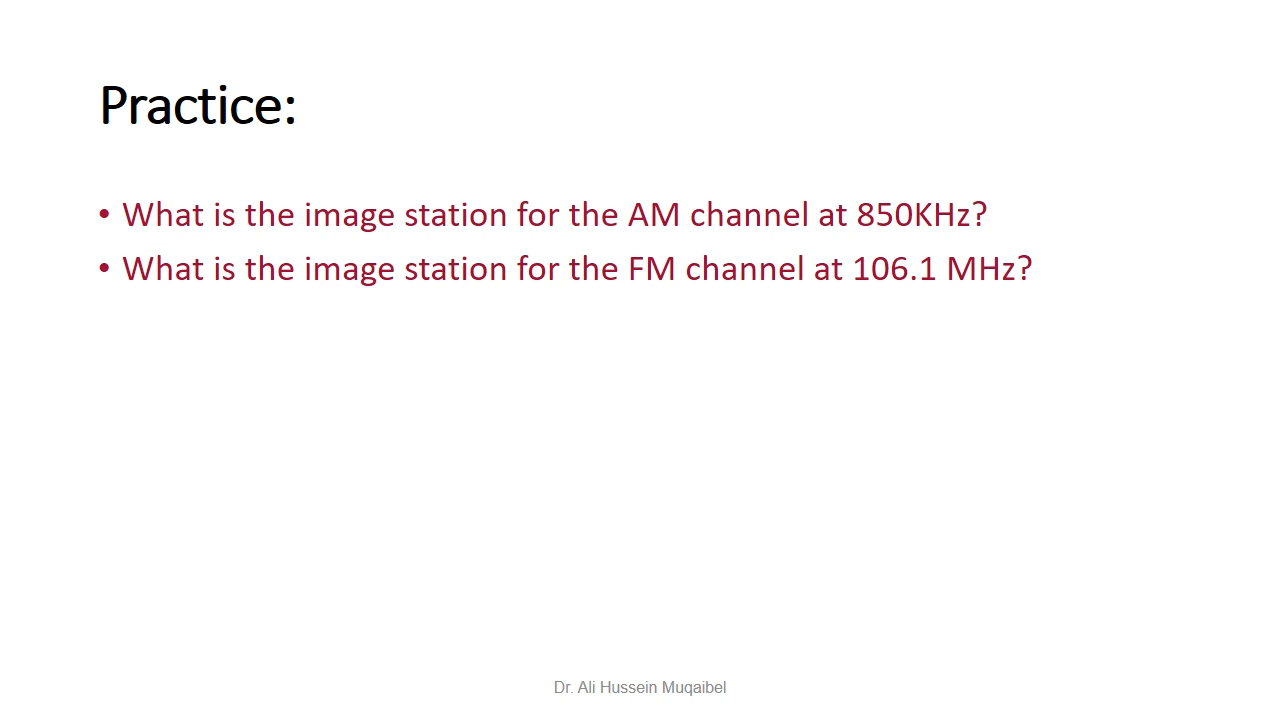 Practice:
• What is the image station for the AM channel at 850KHz?
• What is the image station for the FM channel at 106.1 MHz?
Dr. Ali Hussein Muqaibel